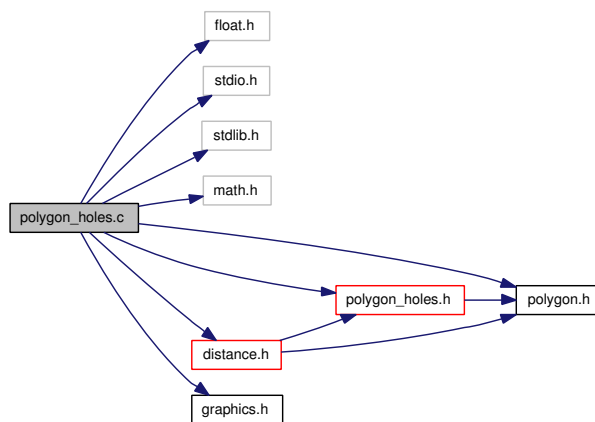 float.h
stdio.h
stdlib.h
math.h
polygon_holes.c
polygon_holes.h
polygon.h
distance.h
graphics.h